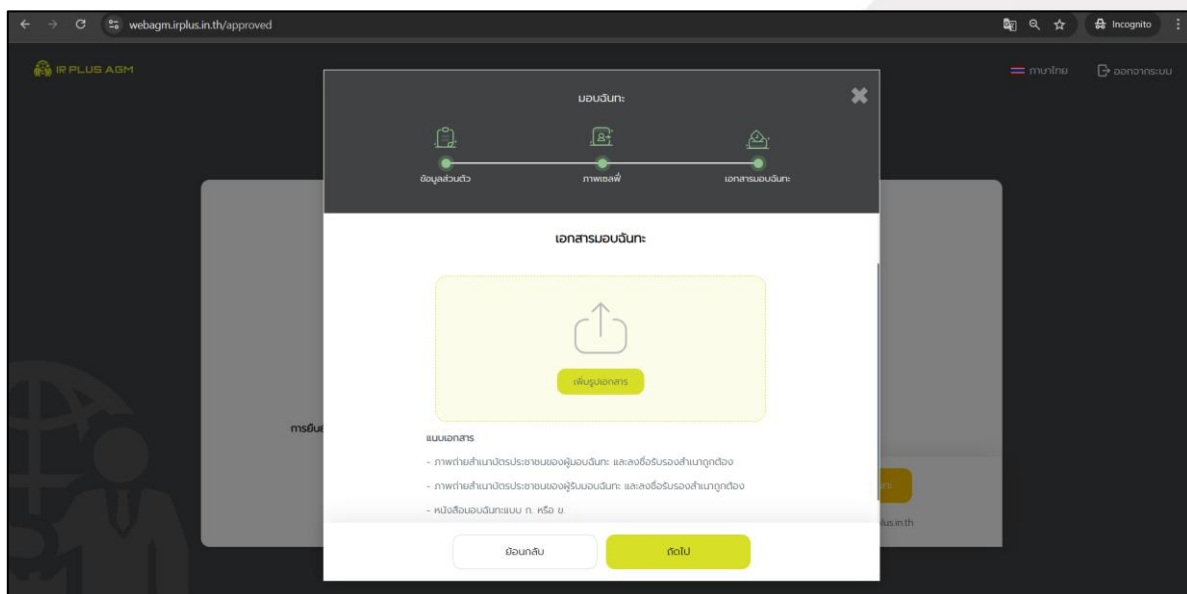 webagm.irplus.in.th/approved
Incognito
IR PLUS AGM
ภาษาไทย
ออกจากระบบ
มอบฉันทะ
ข้อมูลส่วนตัว
ภาพเซลฟี่
เอกสารมอบฉันทะ
เอกสารมอบฉันทะ
เพิ่มรูปเอกสาร
แนบเอกสาร
- ภาพถ่ายสำเนาบัตรประชาชนของผู้มอบฉันทะ และลงชื่อรับรองสำเนาถูกต้อง
- ภาพถ่ายสำเนาบัตรประชาชนของผู้รับมอบฉันทะ และลงชื่อรับรองสำเนาถูกต้อง
- หนังสือมอบฉันทะแบบ ก. หรือ ข.
ย้อนกลับ
ถัดไป